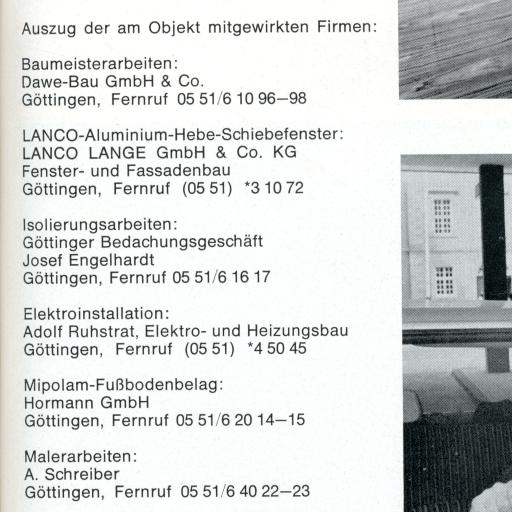 Auszug der am Objekt mitgewirkten Firmen:
Baumeisterarbeiten:
Dawe-Bau GmbH & Co.
Göttingen, Fernruf 05 51/6 10 96—98
LANCO-Aluminium-Hebe-Schiebefenster:
LANCO LANGE GmbH & Co. KG
Fenster- und Fassadenbau
Göttingen, Fernruf (05 51) *3 10 72
Isolierungsarbeiten:
Göttinger Bedachungsgeschäft
Josef Engelhardt
Göttingen, Fernruf 05 51/6 16 17
Elektroinstallation:
Adolf Ruhstrat, Elektro- und Heizungsbau
Göttingen, Fernruf (05 51) *4 50 45
Mipolam-Fußbodenbelag:
Hormann GmbH
Göttingen, Fernruf 05 51/6 20 14—15
Malerarbeiten:
A. Schreiber
Göttingen, Fernruf 05 51/6 40 22—23